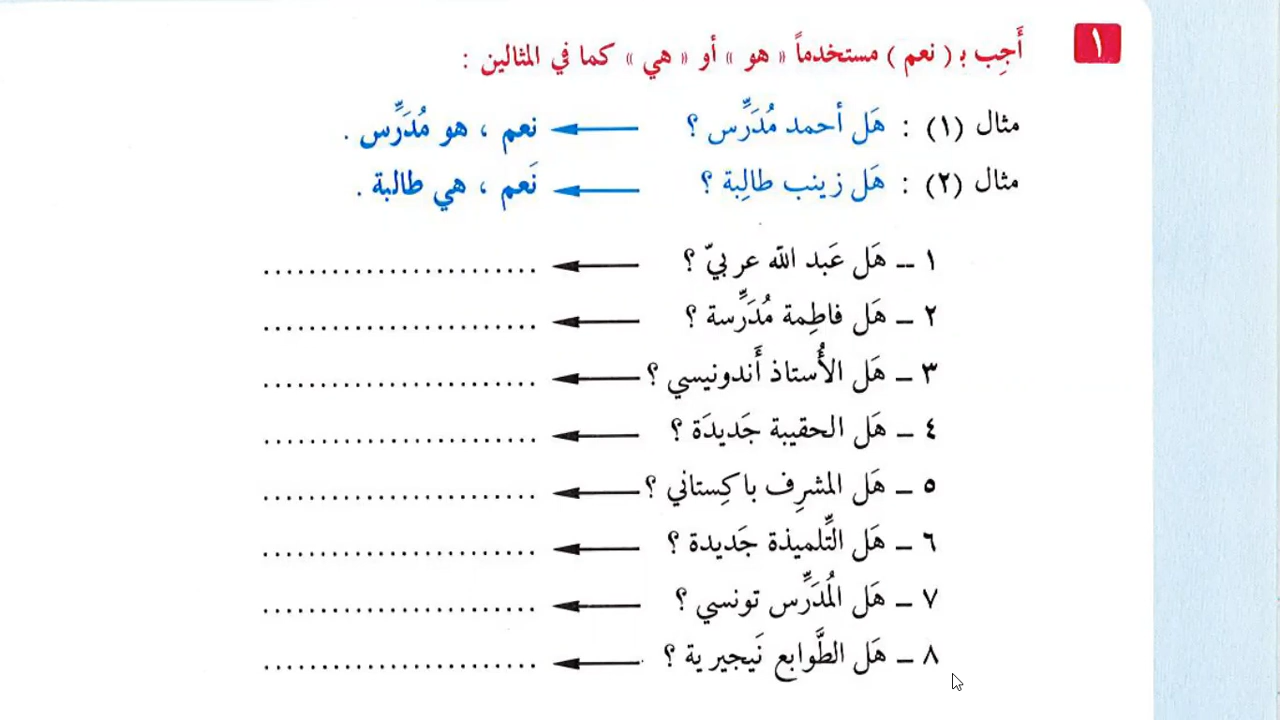 ١
أَجِب بـ ( نعم ) مستخدماً « هو » أو « هي » كما في المثالين :
مثال (١) : هَل أحمد مُدَرِّس ؟ نعم ، هو مُدَرِّس .
مثال (٢) : هَل زينب طالِبة ؟ نَعم ، هي طالبة .
١ ـ هَل عَبد الله عربيّ ؟ ..............................
٢ ـ هَل فاطِمة مُدَرِّسة ؟ ..............................
٣ ـ هَل الأُستاذ أَندونيسي ؟ ..............................
٤ ـ هَل الحقيبة جَديدَة ؟ ..............................
٥ ـ هَل المشرِف باكِستاني ؟ ..............................
٦ ـ هَل التِّلميذة جَديدة ؟ ..............................
٧ ـ هَل المُدَرِّس تونسي ؟ ..............................
٨ ـ هَل الطَّوابع نَيجيرية ؟ ..............................